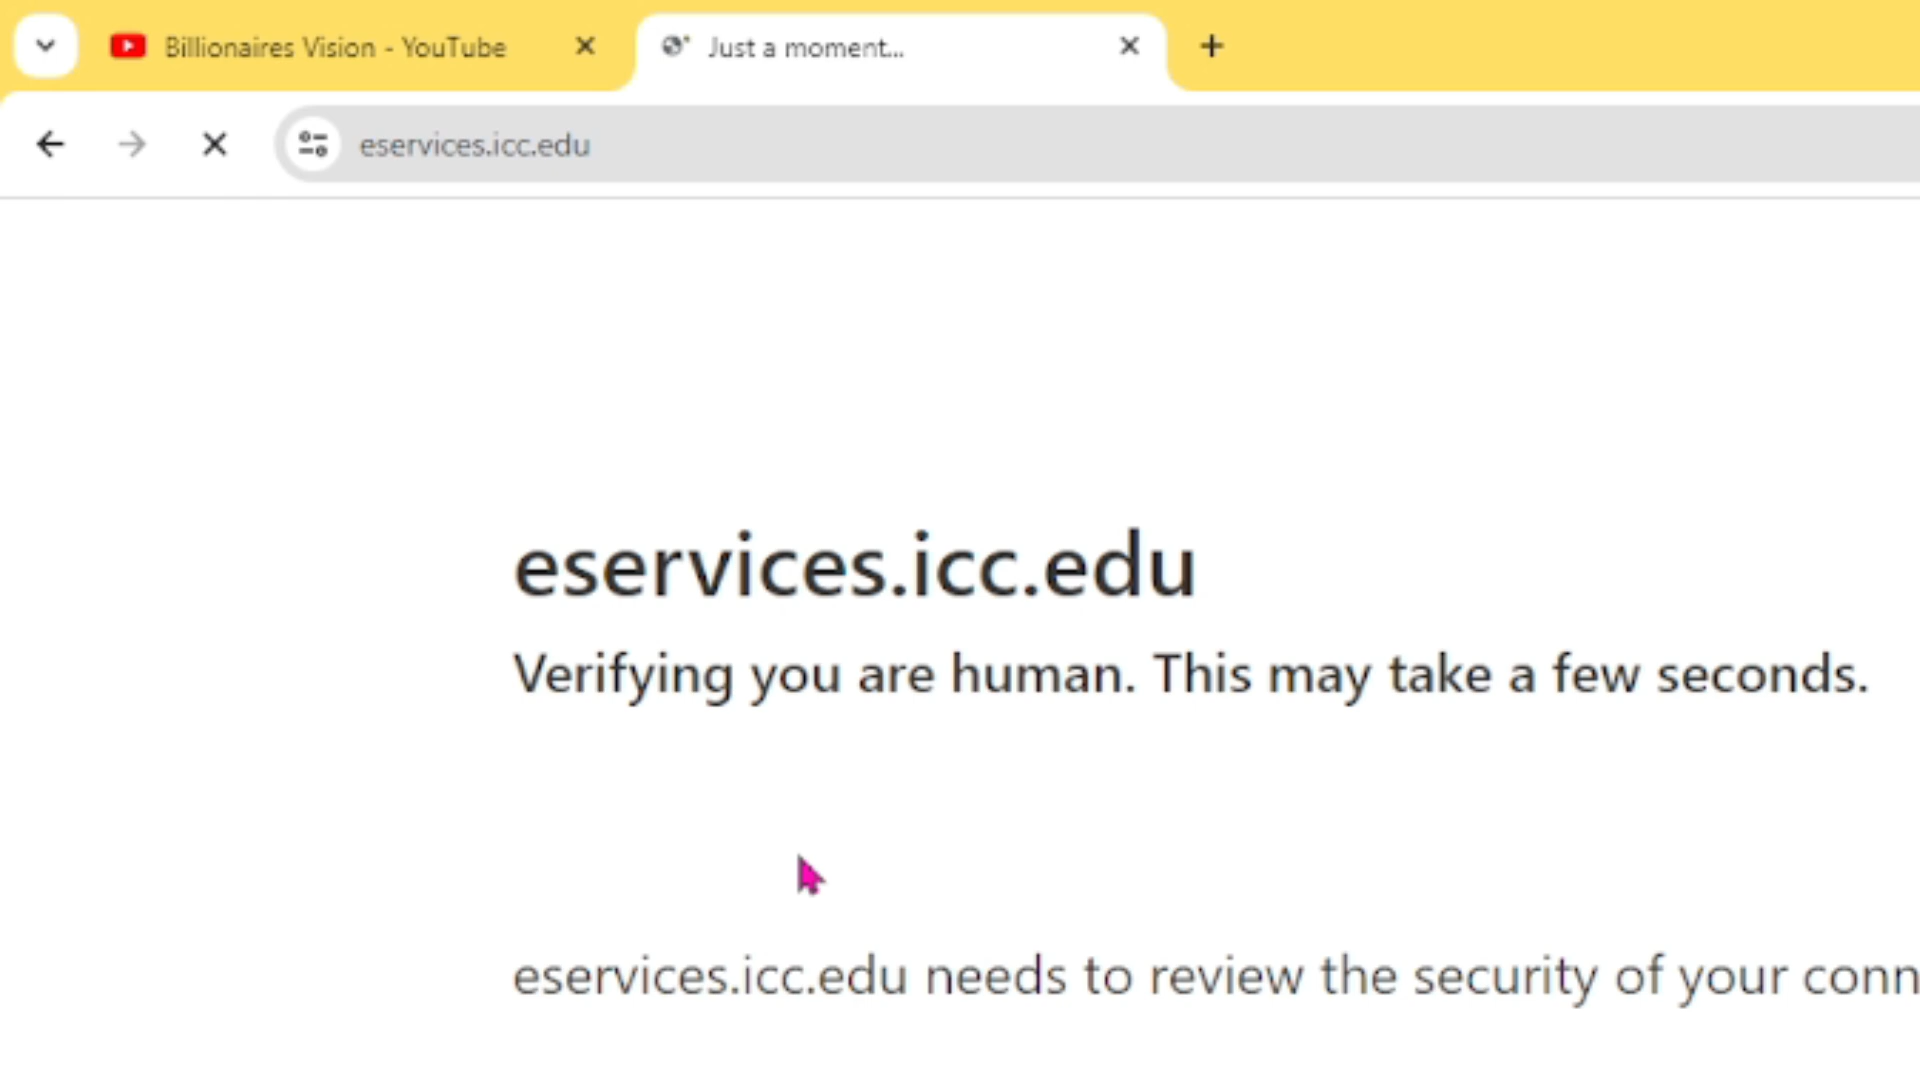 Billionaires Vision - YouTube
Just a moment...
eservices.icc.edu
eservices.icc.edu
Verifying you are human. This may take a few seconds.
eservices.icc.edu needs to review the security of your conn